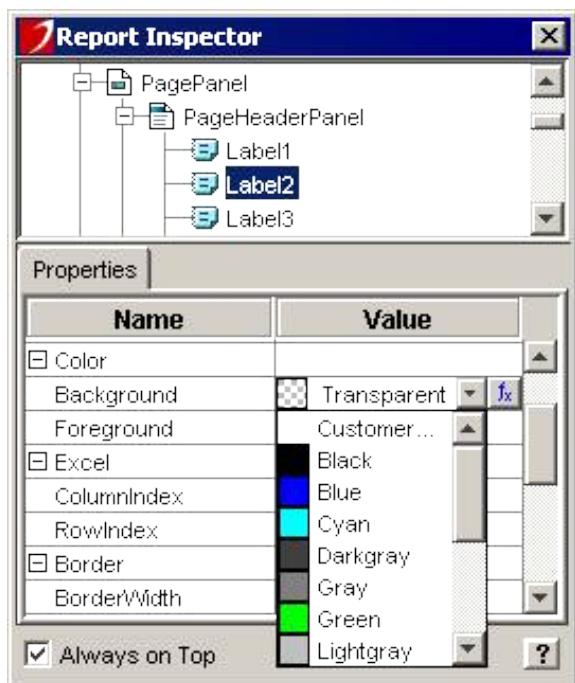 Report Inspector
PagePanel
PageHeaderPanel
Label1
Label2
Label3
Properties
Name Value
Color
Background Transparent fx
Foreground Customer...
Excel Black
ColumnIndex Blue
Cyan
RowIndex
Darkgray
Border
Gray
BorderWidth
Green
Always on Top Lightgray ?